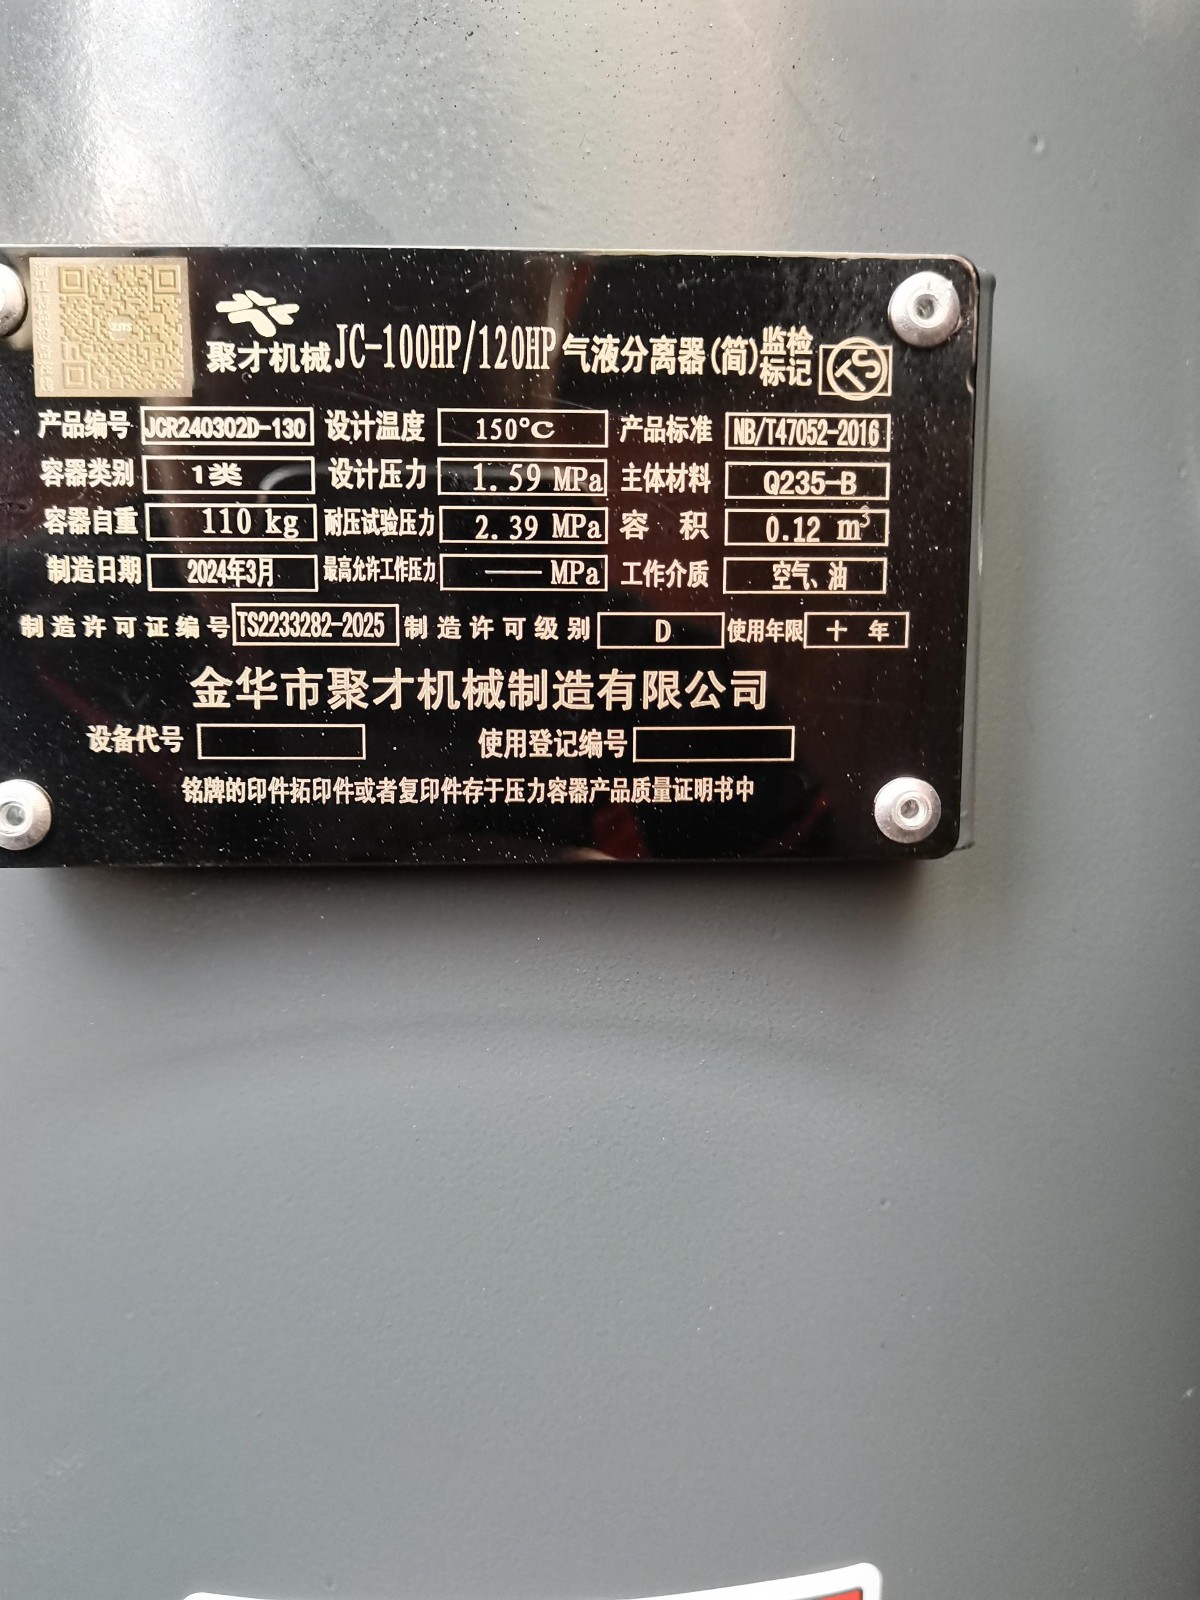 ZJTS
聚才机械 JC-100HP/120HP 气液分离器(简) 监检标记
产品编号 JCR240302D-130 设计温度 150℃ 产品标准 NB/T47052-2016
容器类别 1类 设计压力 1.59 MPa 主体材料 Q235-B
容器自重 110 kg 耐压试验压力 2.39 MPa 容 积 0.12 m³
制造日期 2024年3月 最高允许工作压力 —— MPa 工作介质 空气、油
制造许可证编号 TS2233282-2025 制造许可级别 D 使用年限 十 年
金华市聚才机械制造有限公司
设备代号 使用登记编号
铭牌的印件拓印件或者复印件存于压力容器产品质量证明书中